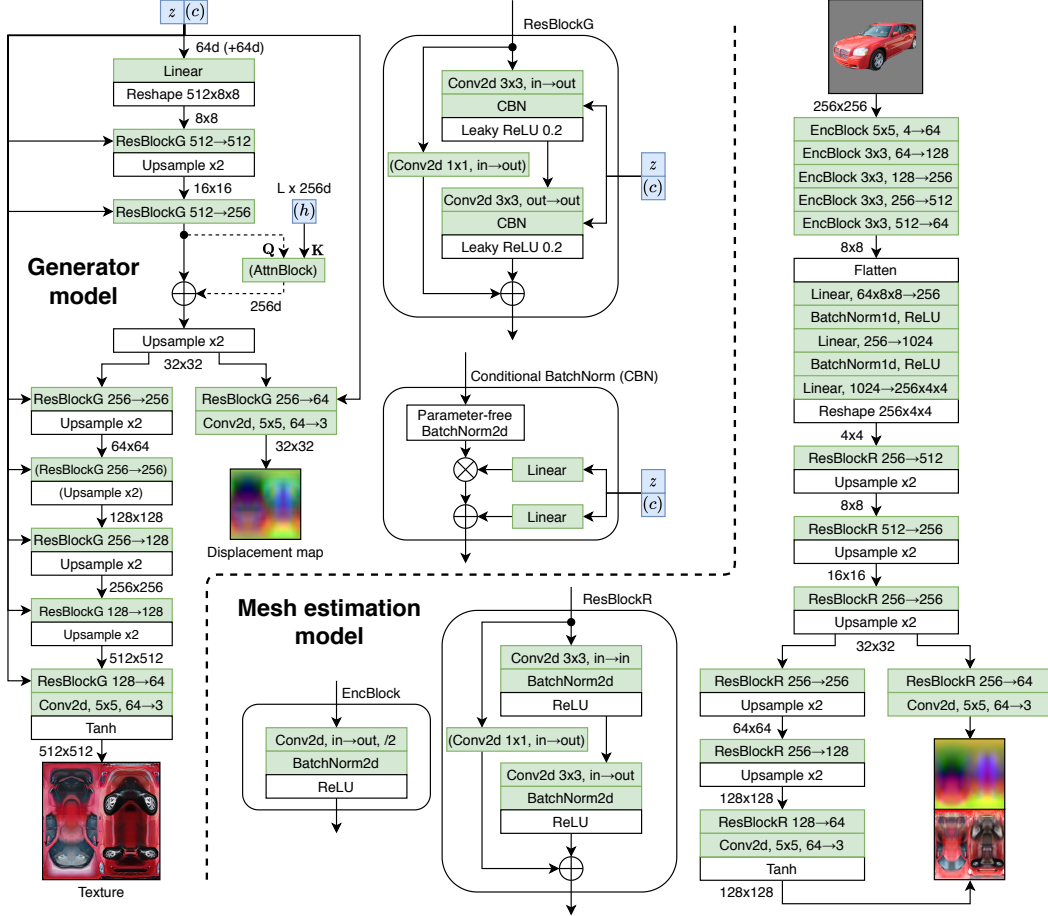 z (c)
64d (+64d)
Linear
Reshape 512x8x8
8x8
ResBlockG 512→512
Upsample x2
16x16
ResBlockG 512→256
L x 256d
(h)
Q
K
(AttnBlock)
256d
Generator
model
Upsample x2
32x32
ResBlockG 256→256
Upsample x2
64x64
(ResBlockG 256→256)
(Upsample x2)
128x128
ResBlockG 256→128
Upsample x2
256x256
ResBlockG 128→128
Upsample x2
512x512
ResBlockG 128→64
Conv2d, 5x5, 64→3
Tanh
512x512
Texture
ResBlockG 256→64
Conv2d, 5x5, 64→3
32x32
Displacement map
ResBlockG
Conv2d 3x3, in→out
CBN
Leaky ReLU 0.2
(Conv2d 1x1, in→out)
Conv2d 3x3, out→out
CBN
Leaky ReLU 0.2
z
(c)
Conditional BatchNorm (CBN)
Parameter-free
BatchNorm2d
Linear
Linear
z
(c)
Mesh estimation
model
EncBlock
Conv2d, in→out, /2
BatchNorm2d
ReLU
ResBlockR
Conv2d 3x3, in→in
BatchNorm2d
ReLU
(Conv2d 1x1, in→out)
Conv2d 3x3, in→out
BatchNorm2d
ReLU
256x256
EncBlock 5x5, 4→64
EncBlock 3x3, 64→128
EncBlock 3x3, 128→256
EncBlock 3x3, 256→512
EncBlock 3x3, 512→64
8x8
Flatten
Linear, 64x8x8→256
BatchNorm1d, ReLU
Linear, 256→1024
BatchNorm1d, ReLU
Linear, 1024→256x4x4
Reshape 256x4x4
4x4
ResBlockR 256→512
Upsample x2
8x8
ResBlockR 512→256
Upsample x2
16x16
ResBlockR 256→256
Upsample x2
32x32
ResBlockR 256→256
Upsample x2
64x64
ResBlockR 256→128
Upsample x2
128x128
ResBlockR 128→64
Conv2d, 5x5, 64→3
Tanh
128x128
ResBlockR 256→64
Conv2d, 5x5, 64→3